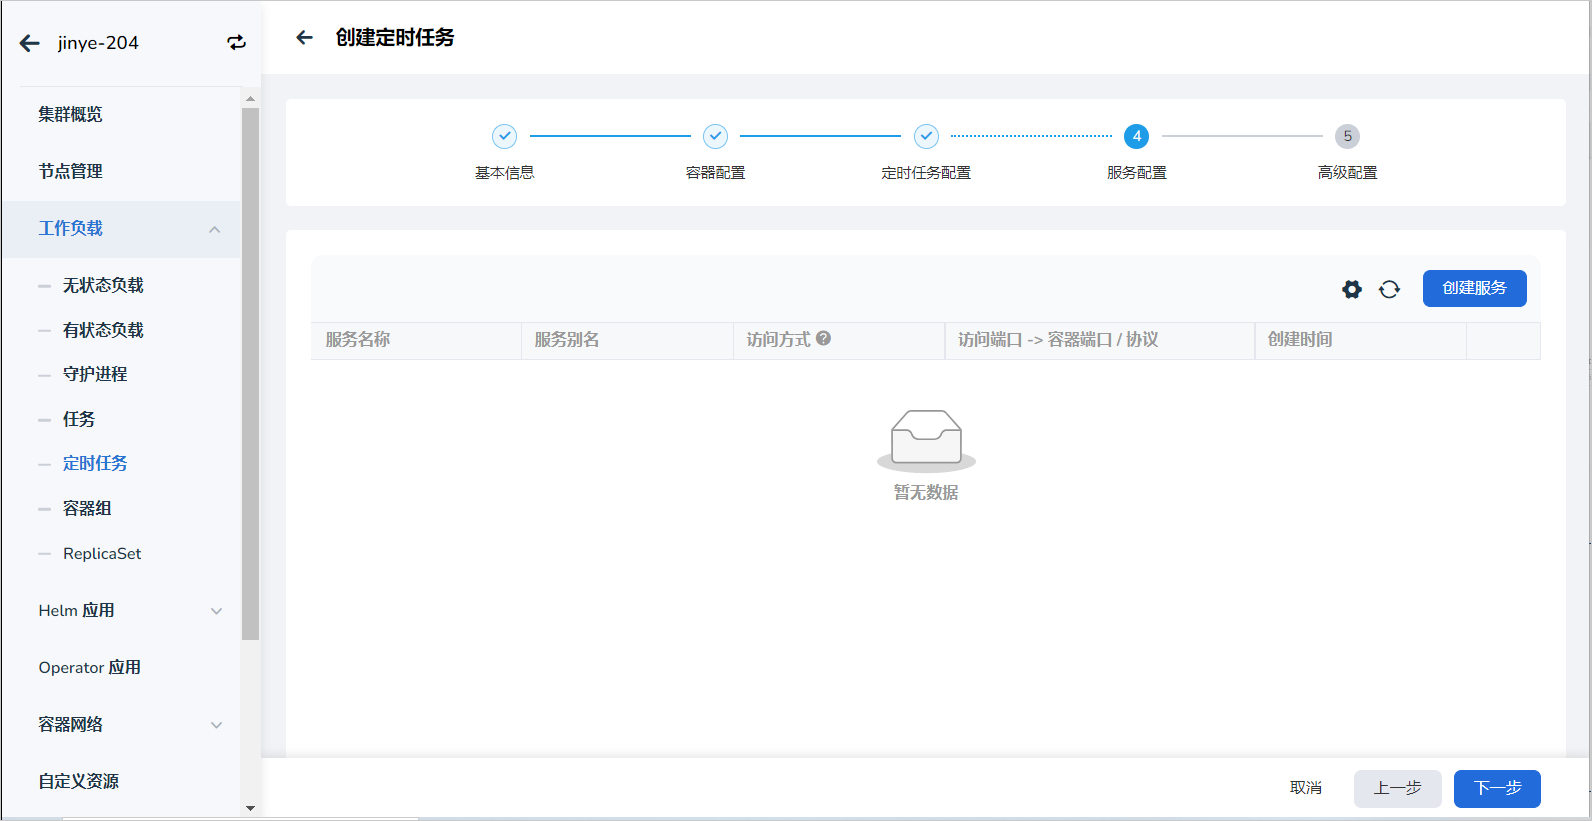 jinye-204
创建定时任务
集群概览
节点管理
工作负载
无状态负载
有状态负载
守护进程
任务
定时任务
容器组
ReplicaSet
Helm 应用
Operator 应用
容器网络
自定义资源
4
5
基本信息
容器配置
定时任务配置
服务配置
高级配置
创建服务
服务名称
服务别名
访问方式
访问端口 -> 容器端口 / 协议
创建时间
暂无数据
取消
上一步
下一步